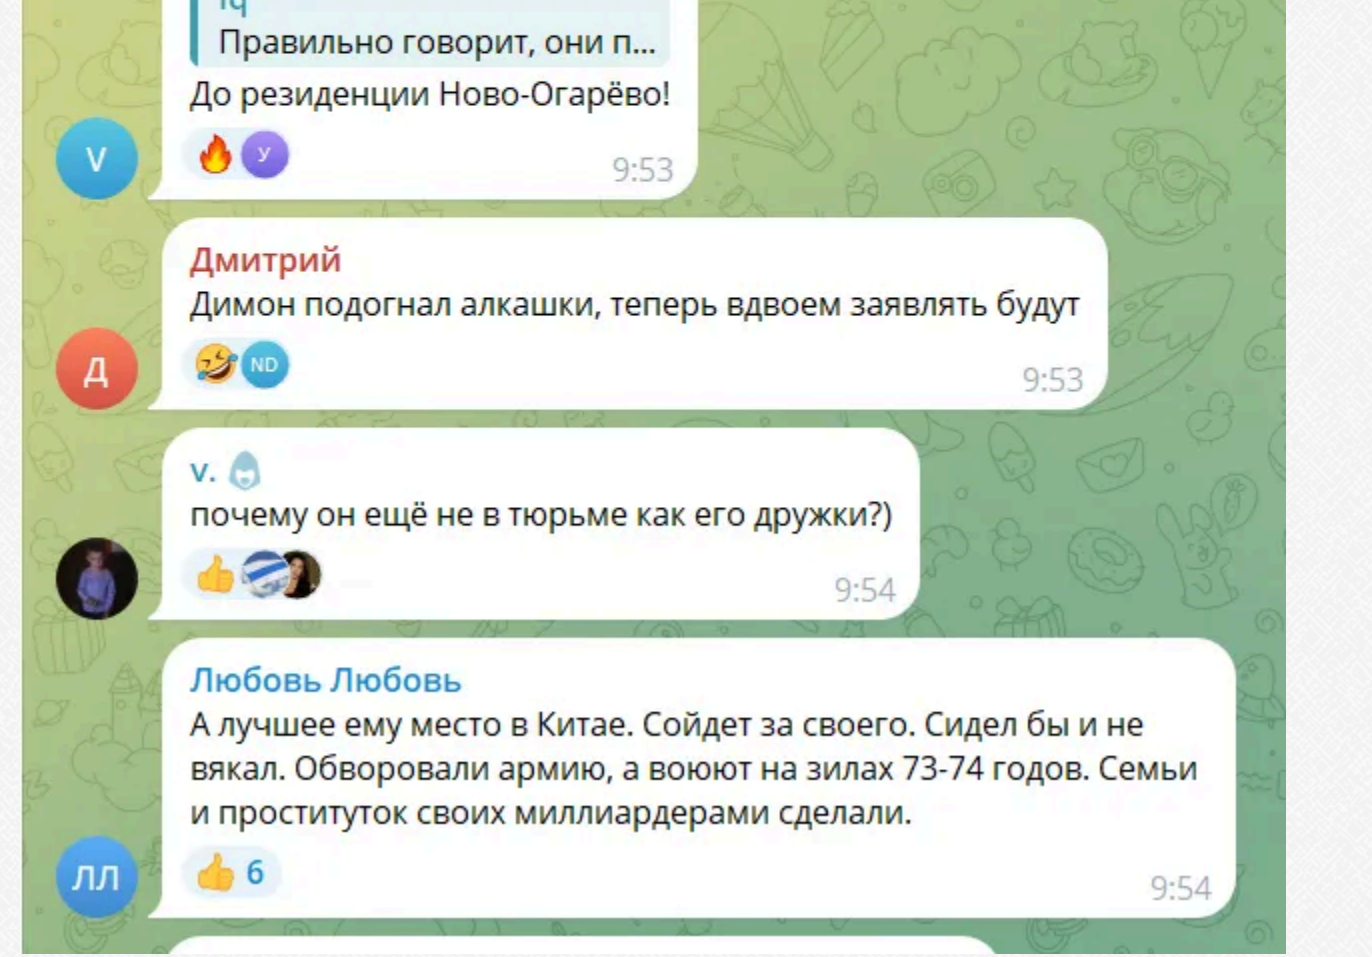 Правильно говорит, они п...
До резиденции Ново-Огарёво!
V
У
9:53
Дмитрий
Димон подогнал алкашки, теперь вдвоем заявлять будут
Д
ND
9:53
v.
почему он ещё не в тюрьме как его дружки?)
9:54
Любовь Любовь
А лучшее ему место в Китае. Сойдет за своего. Сидел бы и не
вякал. Обворовали армию, а воюют на зилах 73-74 годов. Семьи
и проституток своих миллиардерами сделали.
ЛЛ
6
9:54